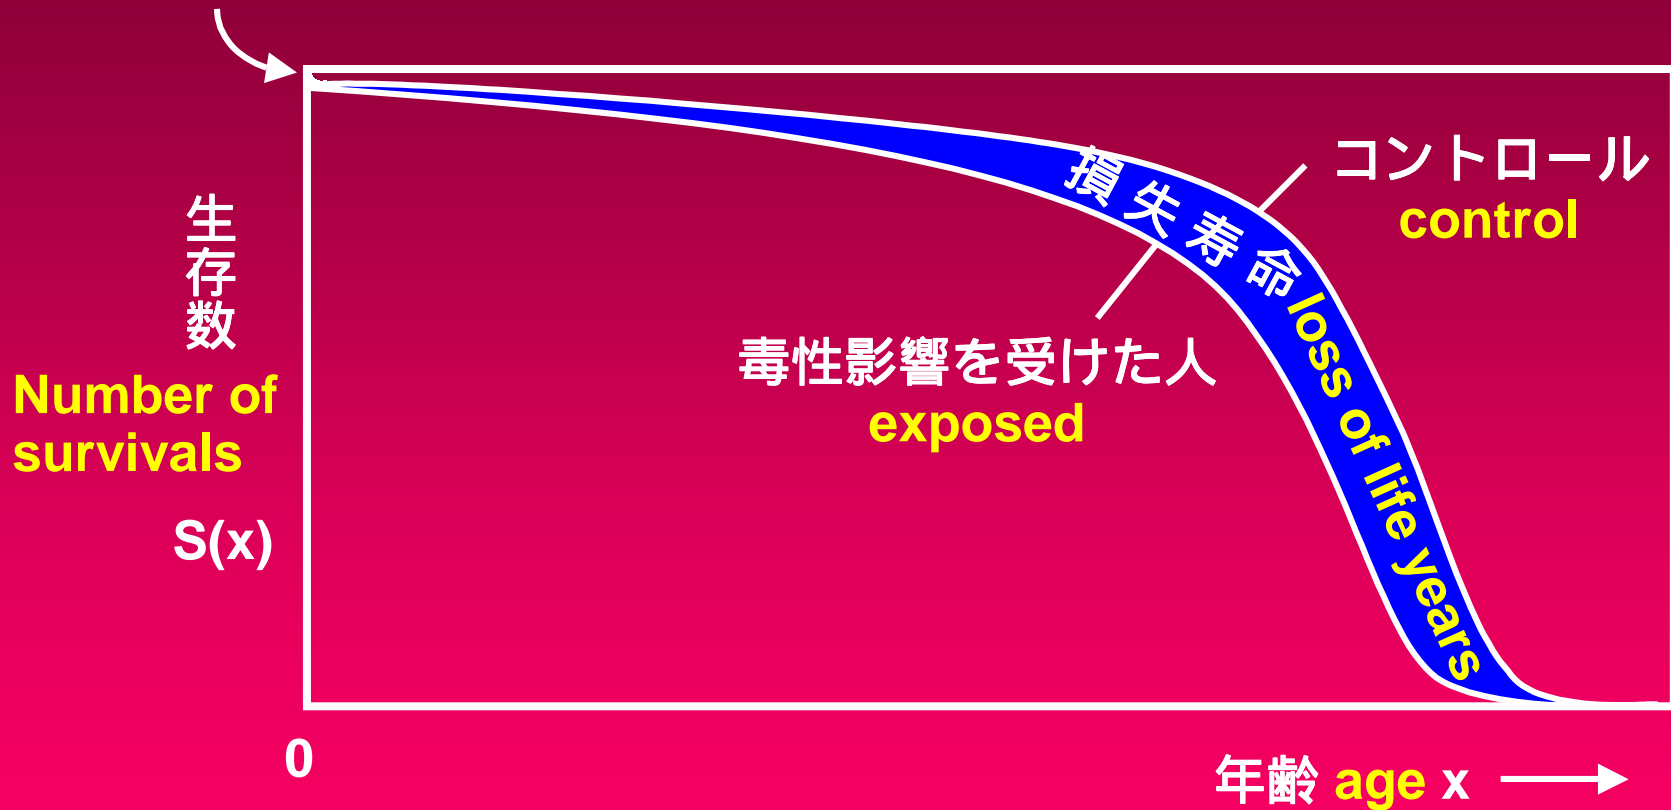 生存数
Number of
survivals
S(x)
コントロール
control
損失寿命 loss of life years
毒性影響を受けた人
exposed
0
年齢 age x